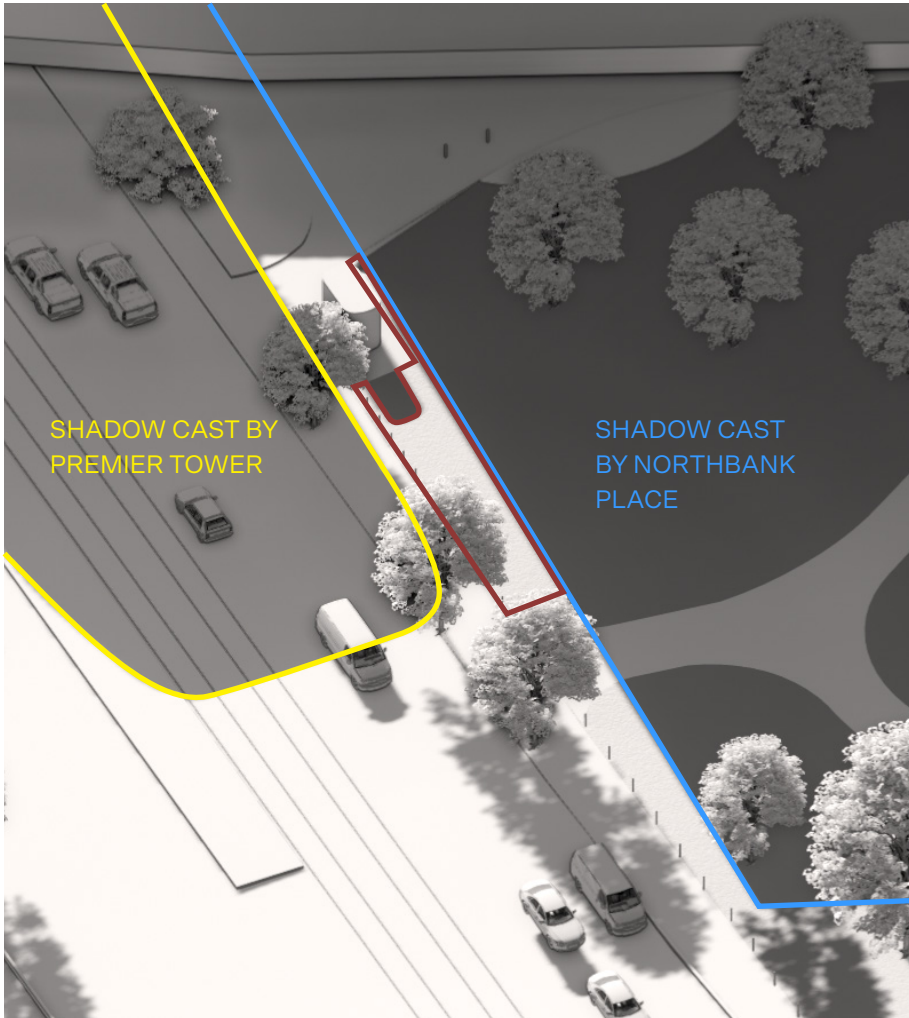 SHADOW CAST BY
PREMIER TOWER
SHADOW CAST
BY NORTHBANK
PLACE